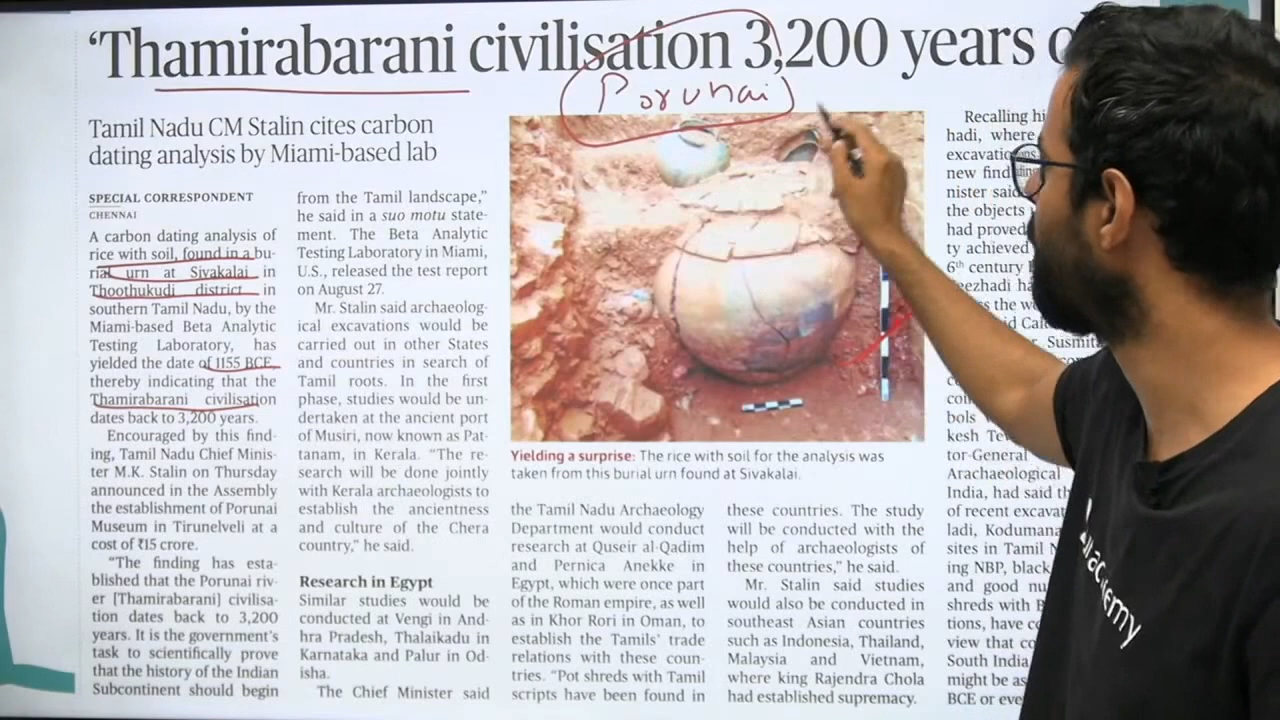 ‘Thamirabarani civilisation 3,200 years
Porunai
Tamil Nadu CM Stalin cites carbon
dating analysis by Miami-based lab
SPECIAL CORRESPONDENT
CHENNAI
A carbon dating analysis of
rice with soil, found in a bu-
rial urn at Sivakalai in
Thoothukudi district in
southern Tamil Nadu, by the
Miami-based Beta Analytic
Testing Laboratory, has
yielded the date of 1155 BCE,
thereby indicating that the
Thamirabarani civilisation
dates back to 3,200 years.
Encouraged by this find-
ing, Tamil Nadu Chief Minis-
ter M.K. Stalin on Thursday
announced in the Assembly
the establishment of Porunai
Museum in Tirunelveli at a
cost of ₹15 crore.
“The finding has esta-
blished that the Porunai riv-
er [Thamirabarani] civilisa-
tion dates back to 3,200
years. It is the government’s
task to scientifically prove
that the history of the Indian
Subcontinent should begin
from the Tamil landscape,”
he said in a suo motu state-
ment. The Beta Analytic
Testing Laboratory in Miami,
U.S., released the test report
on August 27.
Mr. Stalin said archaeolog-
ical excavations would be
carried out in other States
and countries in search of
Tamil roots. In the first
phase, studies would be un-
dertaken at the ancient port
of Musiri, now known as Pat-
tanam, in Kerala. “The re-
search will be done jointly
with Kerala archaeologists to
establish the ancientness
and culture of the Chera
country,” he said.
Research in Egypt
Similar studies would be
conducted at Vengi in And-
hra Pradesh, Thalaikadu in
Karnataka and Palur in Od-
isha.
The Chief Minister said
Yielding a surprise: The rice with soil for the analysis was
taken from this burial urn found at Sivakalai.
the Tamil Nadu Archaeology
Department would conduct
research at Quseir al-Qadim
and Pernica Anekke in
Egypt, which were once part
of the Roman empire, as well
as in Khor Rori in Oman, to
establish the Tamils’ trade
relations with these coun-
tries. “Pot shreds with Tamil
scripts have been found in
these countries. The study
will be conducted with the
help of archaeologists of
these countries,” he said.
Mr. Stalin said studies
would also be conducted in
southeast Asian countries
such as Indonesia, Thailand,
Malaysia and Vietnam,
where king Rajendra Chola
had established supremacy.
Recalling
hadi, where
new
nister said
the objects
had proved
ty achieved
6th century
the
Susmita
bols
kesh
tor-General
Arachaeological
India, had said
of recent
ladi,
sites in Tamil
ing NBP, black
and good
shreds with
tions, have
view that
South India
might be as
BCE or